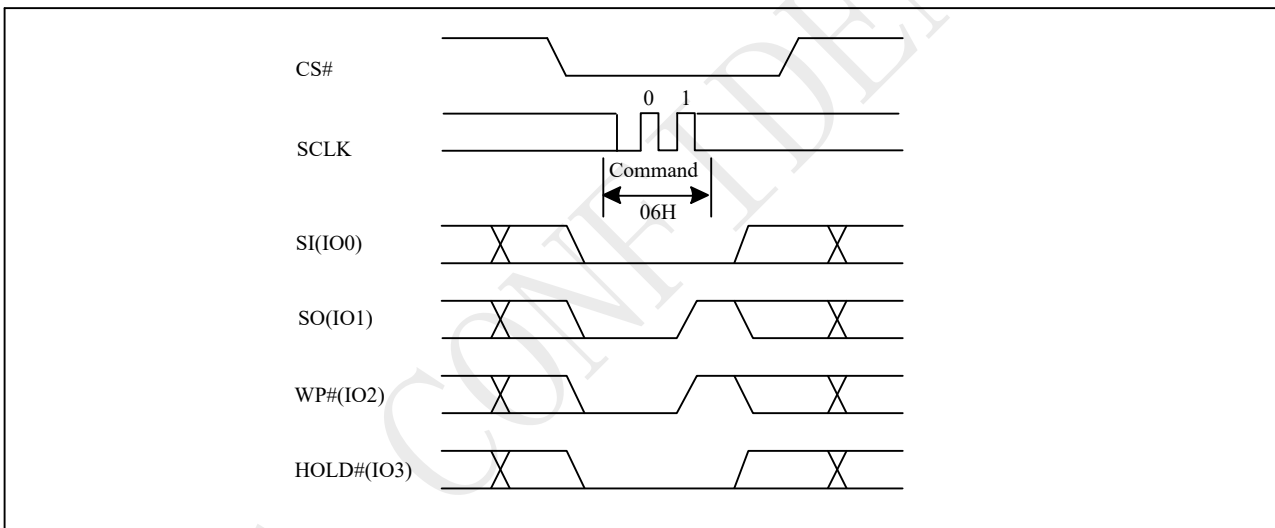 CS#
0 1
SCLK
Command
06H
SI(IO0)
SO(IO1)
WP#(IO2)
HOLD#(IO3)